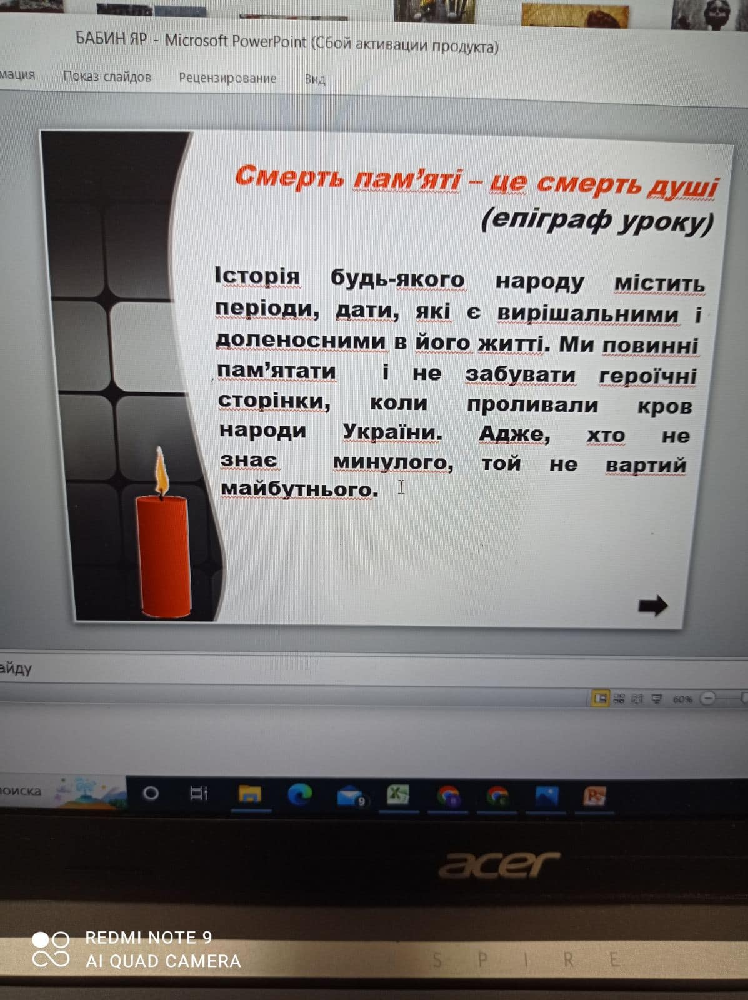 БАБИН ЯР - Microsoft PowerPoint (Сбой активации продукта)
мация Показ слайдов Рецензирование Вид
Смерть пам’яті – це смерть душі
(епіграф уроку)
Історія будь-якого народу містить
періоди, дати, які є вирішальними і
доленосними в його житті. Ми повинні
пам’ятати і не забувати героїчні
сторінки, коли проливали кров
народи України. Адже, хто не
знає минулого, той не вартий
майбутнього.
айду
60%
поиска
9
acer
S P I R E
REDMI NOTE 9
AI QUAD CAMERA